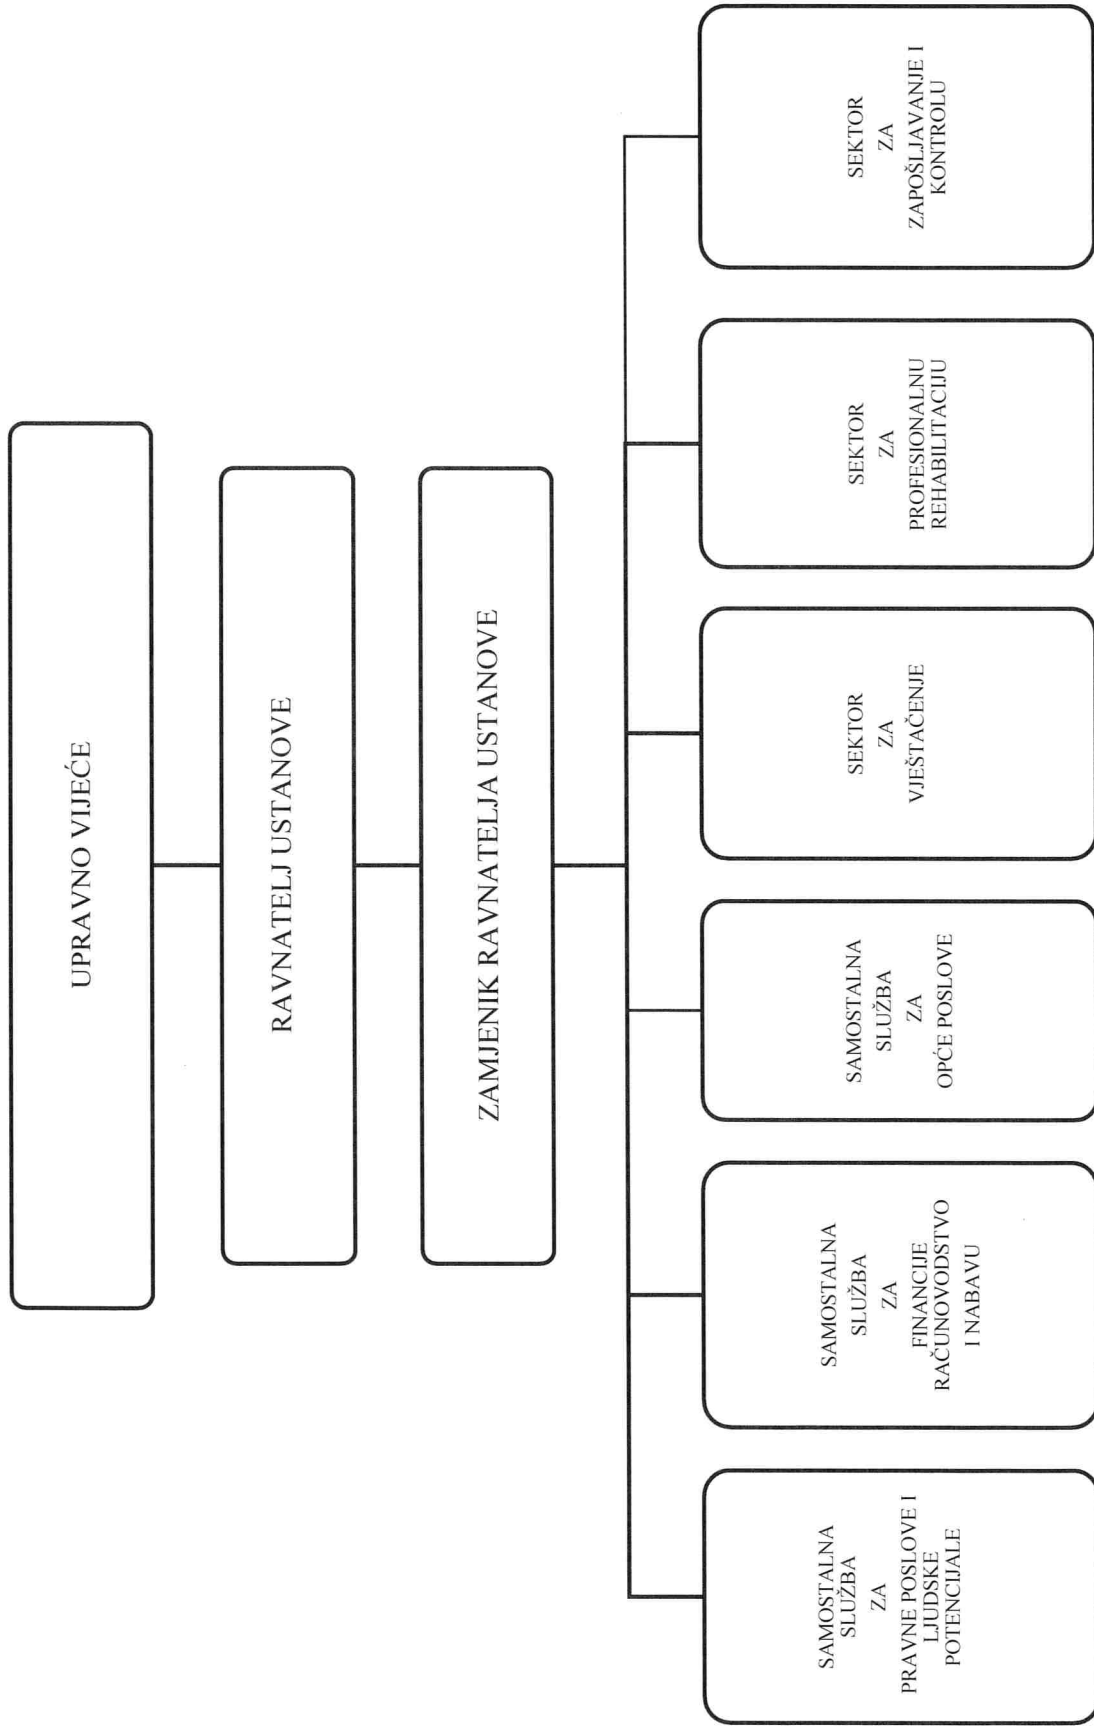 UPRAVNO VIJEĆE
RAVNATELJ USTANOVE
ZAMJENIK RAVNATELJA USTANOVE
SAMOSTALNA
SLUŽBA
ZA
PRAVNE POSLOVE I
LJUDSKE
POTENCIJALE
SAMOSTALNA
SLUŽBA
ZA
FINANCIJE
RAČUNOVODSTVO
I NABAVU
SAMOSTALNA
SLUŽBA
ZA
OPĆE POSLOVE
SEKTOR
ZA
VJEŠTAČENJE
SEKTOR
ZA
PROFESIONALNU
REHABILITACIJU
SEKTOR
ZA
ZAPOŠLJAVANJE I
KONTROLU